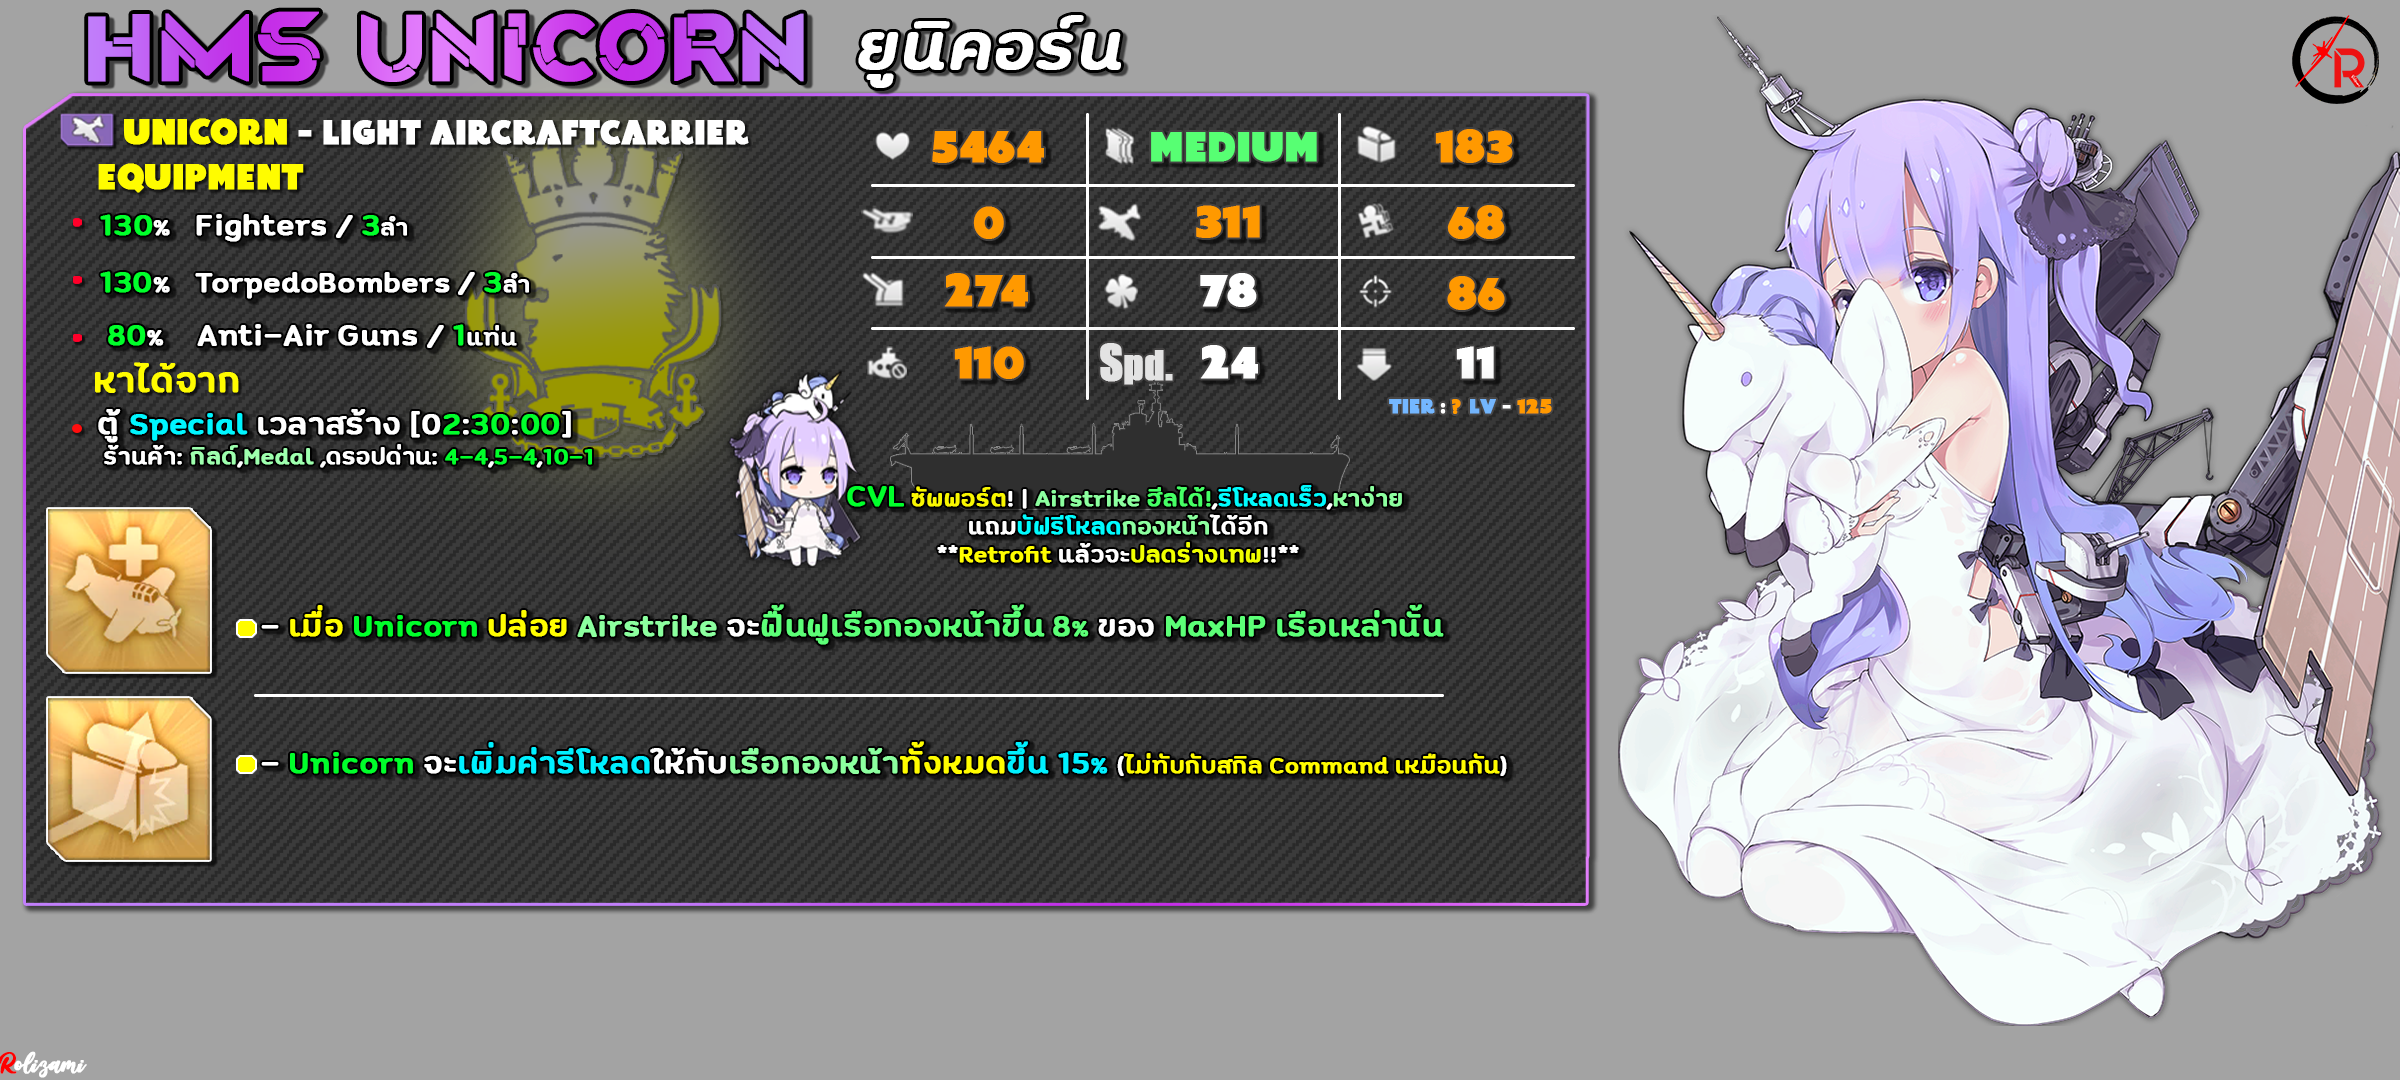 HMS UNICORN ยูนิคอร์น
R
UNICORN - LIGHT AIRCRAFTCARRIER
EQUIPMENT
130% Fighters / 3ลำ
130% TorpedoBombers / 3ลำ
80% Anti-Air Guns / 1แท่น
หาได้จาก
ตู้ Special เวลาสร้าง [02:30:00]
ร้านค้า: กิลด์,Medal ,ดรอปด่าน: 4-4,5-4,10-1
5464 MEDIUM 183
0 311 68
274 78 86
110 Spd. 24 11
TIER : ? LV - 125
CVL ซัพพอร์ต! | Airstrike ฮีลได้!,รีโหลดเร็ว,หาง่าย
แถมบัฟรีโหลดกองหน้าได้อีก
**Retrofit แล้วจะปลดร่างเทพ!!**
- เมื่อ Unicorn ปล่อย Airstrike จะฟื้นฟูเรือกองหน้าขึ้น 8% ของ MaxHP เรือเหล่านั้น
- Unicorn จะเพิ่มค่ารีโหลดให้กับเรือกองหน้าทั้งหมดขึ้น 15% (ไม่ทับกับสกิล Command เหมือนกัน)
Rolizami